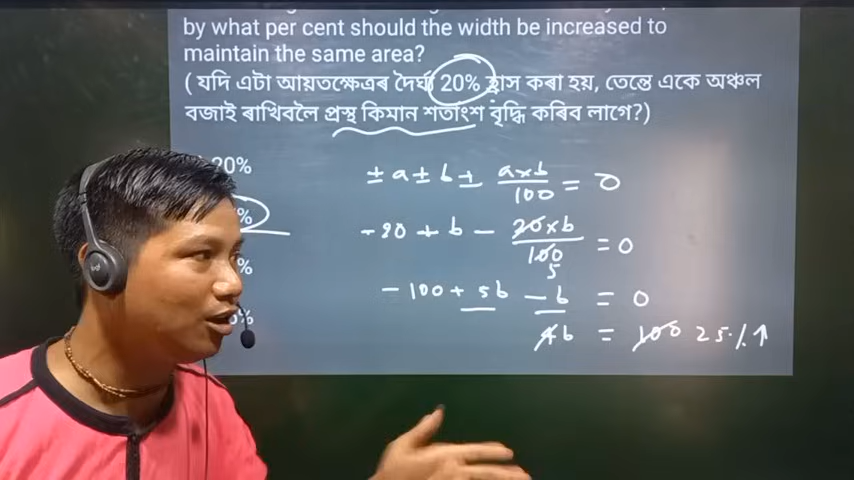 by what per cent should the width be increased to
maintain the same area?
( যদি এটা আয়তক্ষেত্ৰৰ দৈৰ্ঘ্য 20% হ্ৰাস কৰা হয়, তেন্তে একে অঞ্চল
বজাই ৰাখিবলৈ প্ৰস্থ কিমান শতাংশ বৃদ্ধি কৰিব লাগে?)
20%
%
%
%
± a ± b ± a×b/100 = 0
-20 + b - 20×b/100 = 0
5
-100 + 5b - b = 0
4b = 100 25% ↑